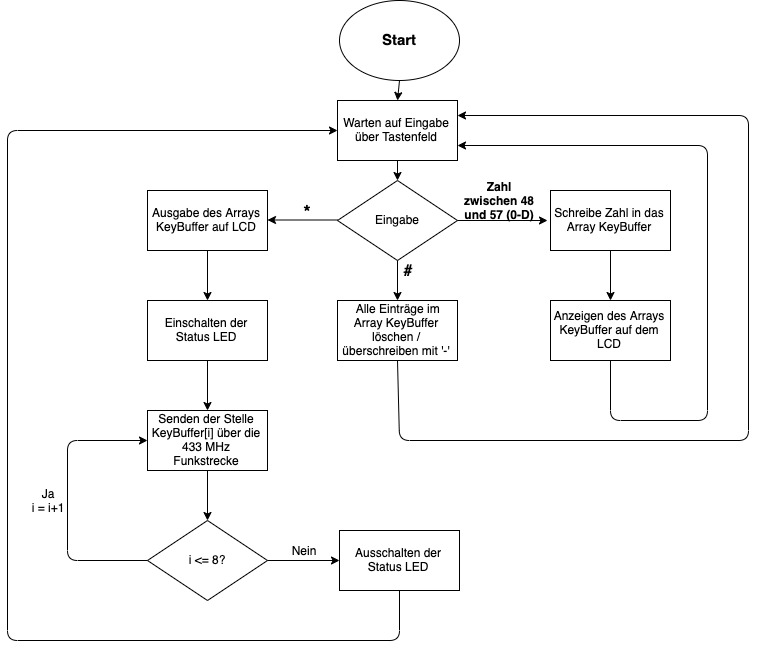 Start
Warten auf Eingabe
über Tastenfeld
Eingabe
*
#
Zahl
zwischen 48
und 57 (0-D)
Ausgabe des Arrays
KeyBuffer auf LCD
Alle Einträge im
Array KeyBuffer
löschen /
überschreiben mit '-'
Schreibe Zahl in das
Array KeyBuffer
Einschalten der
Status LED
Anzeigen des Arrays
KeyBuffer auf dem
LCD
Senden der Stelle
KeyBuffer[i] über die
433 MHz
Funkstrecke
Ja
i = i+1
i <= 8?
Nein
Ausschalten der
Status LED